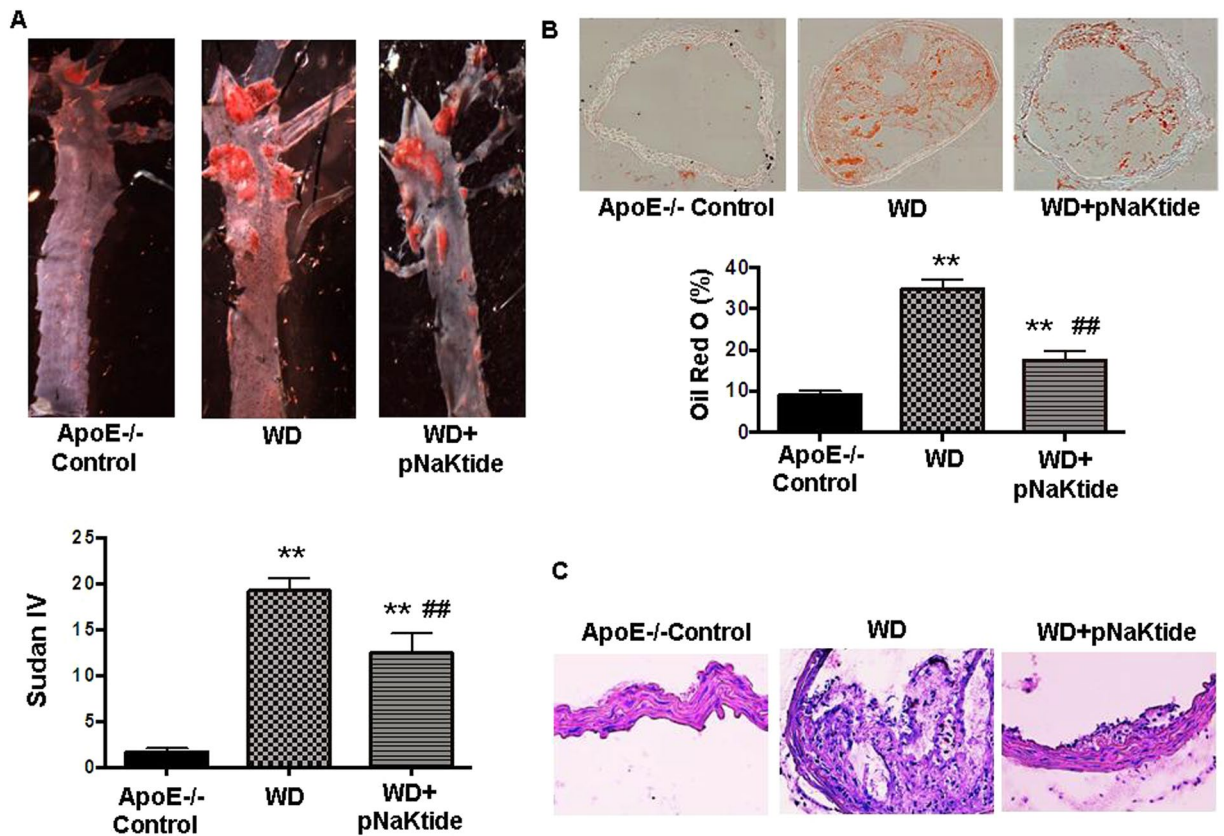 A
ApoE-/-
Control
WD
WD+
pNaKtide
Sudan IV
25
20
15
10
5
0
**
** ##
ApoE-/-
Control
WD
WD+
pNaKtide
B
ApoE-/- Control
WD
WD+pNaKtide
Oil Red O (%)
40
30
20
10
0
**
** ##
ApoE-/-
Control
WD
WD+
pNaKtide
C
ApoE-/-Control
WD
WD+pNaKtide